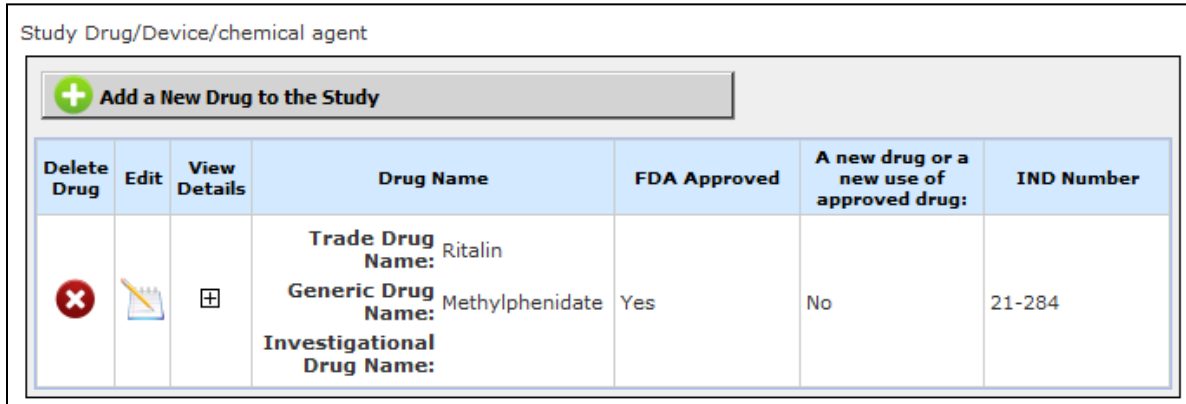 Study Drug/Device/chemical agent
Add a New Drug to the Study
Delete Drug
Edit
View Details
Drug Name
FDA Approved
A new drug or a new use of approved drug:
IND Number
Trade Drug Name: Ritalin
Generic Drug Name: Methylphenidate
Investigational Drug Name:
Yes
No
21-284